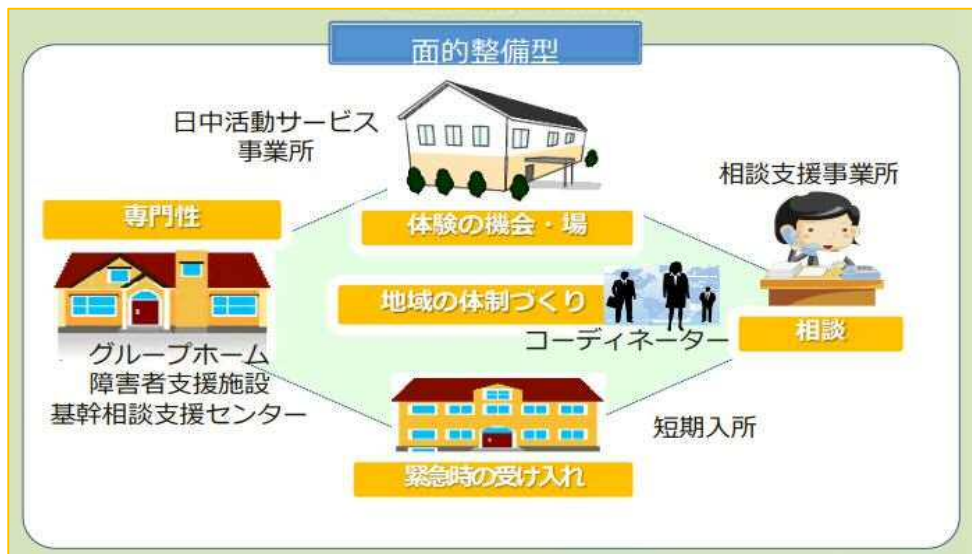 面的整備型
日中活動サービス
事業所
相談支援事業所
専門性
体験の機会・場
地域の体制づくり
コーディネーター
相談
グループホーム
障害者支援施設
基幹相談支援センター
短期入所
緊急時の受け入れ